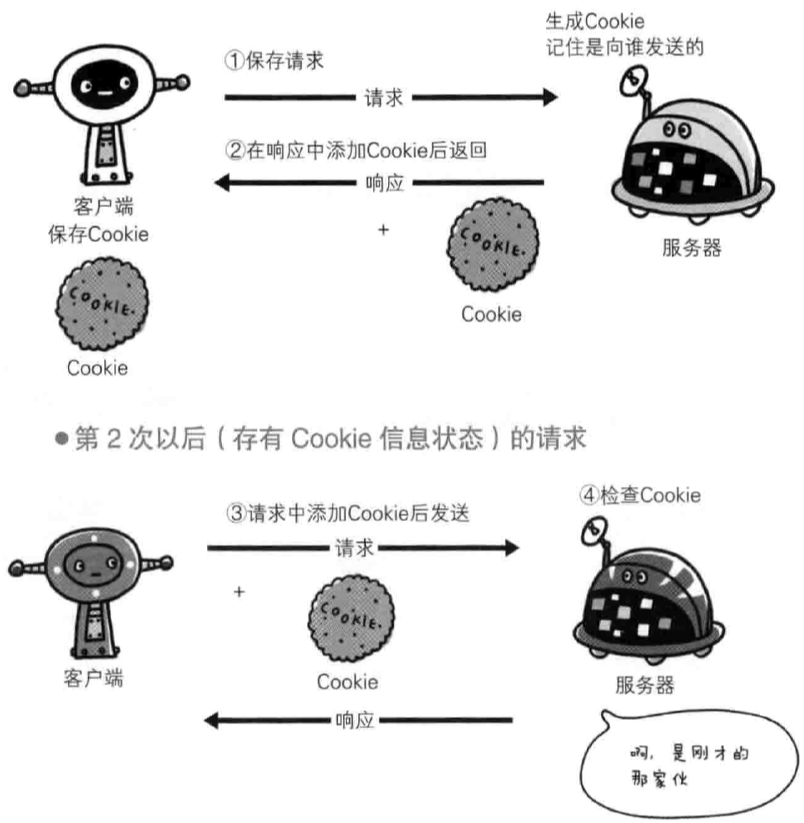 生成Cookie
记住是向谁发送的
①保存请求
请求
②在响应中添加Cookie后返回
响应
客户端
保存Cookie
+
COOKIE.
Cookie
服务器
COOKIE.
Cookie
●第 2 次以后（存有 Cookie 信息状态）的请求
④检查Cookie
③请求中添加Cookie后发送
请求
+
COOKIE.
Cookie
客户端
服务器
响应
啊，是刚才的
那家伙